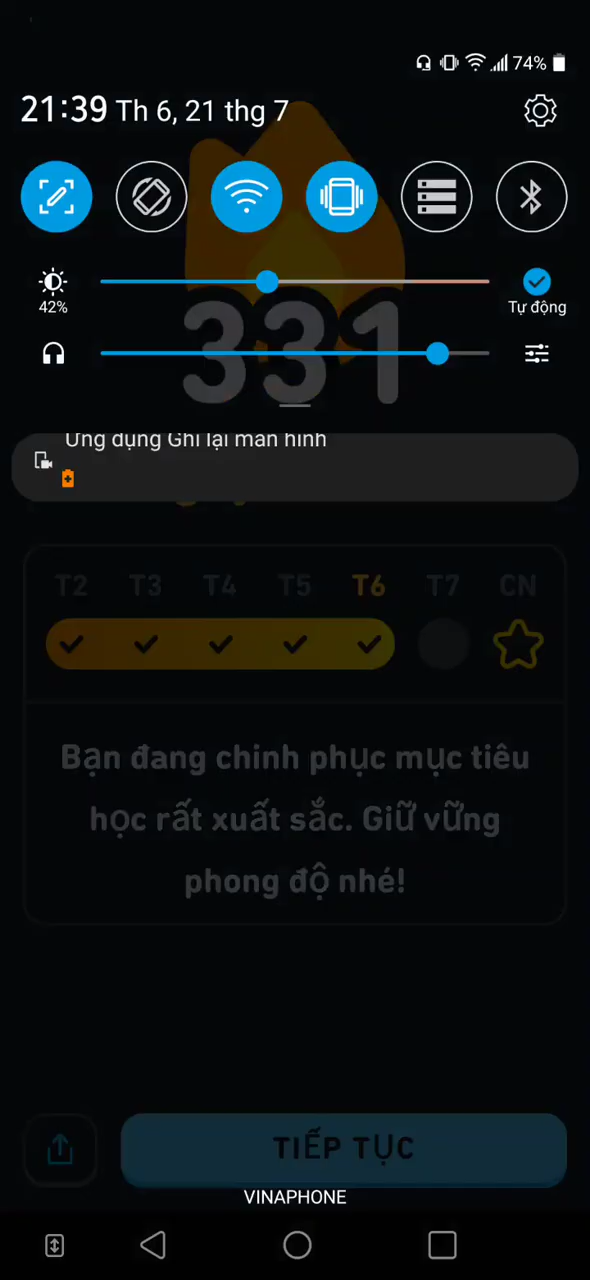 74%
21:39 Th 6, 21 thg 7
42%
Tự động
331
Ứng dụng Ghi lại màn hình
T2 T3 T4 T5 T6 T7 CN
Bạn đang chinh phục mục tiêu
học rất xuất sắc. Giữ vững
phong độ nhé!
TIẾP TỤC
VINAPHONE